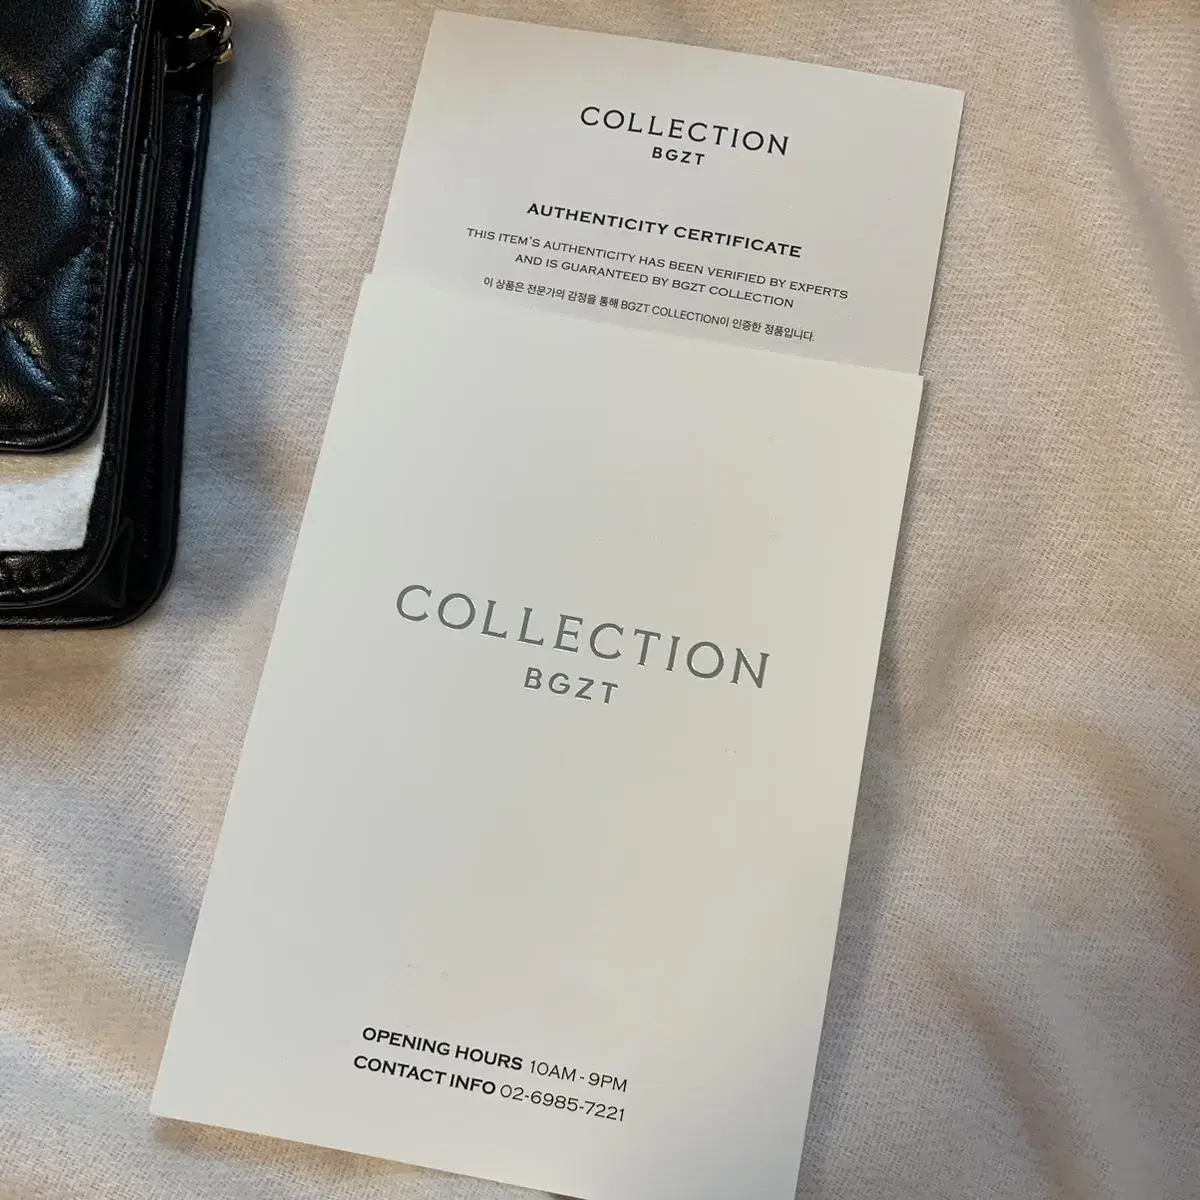 COLLECTION
BGZT
AUTHENTICITY CERTIFICATE
THIS ITEM'S AUTHENTICITY HAS BEEN VERIFIED BY EXPERTS
AND IS GUARANTEED BY BGZT COLLECTION
이 상품은 전문가의 감정을 통해 BGZT COLLECTION이 인증한 정품입니다.
COLLECTION
BGZT
OPENING HOURS 10AM - 9PM
CONTACT INFO 02-6985-7221